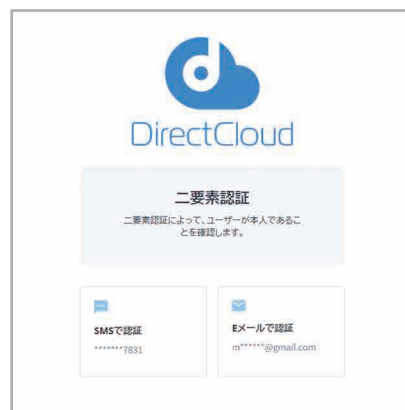 DirectCloud
二要素認証
二要素認証によって、ユーザーが本人であるこ
とを確認します。
SMSで認証
*******7831
Eメールで認証
m******@gmail.com